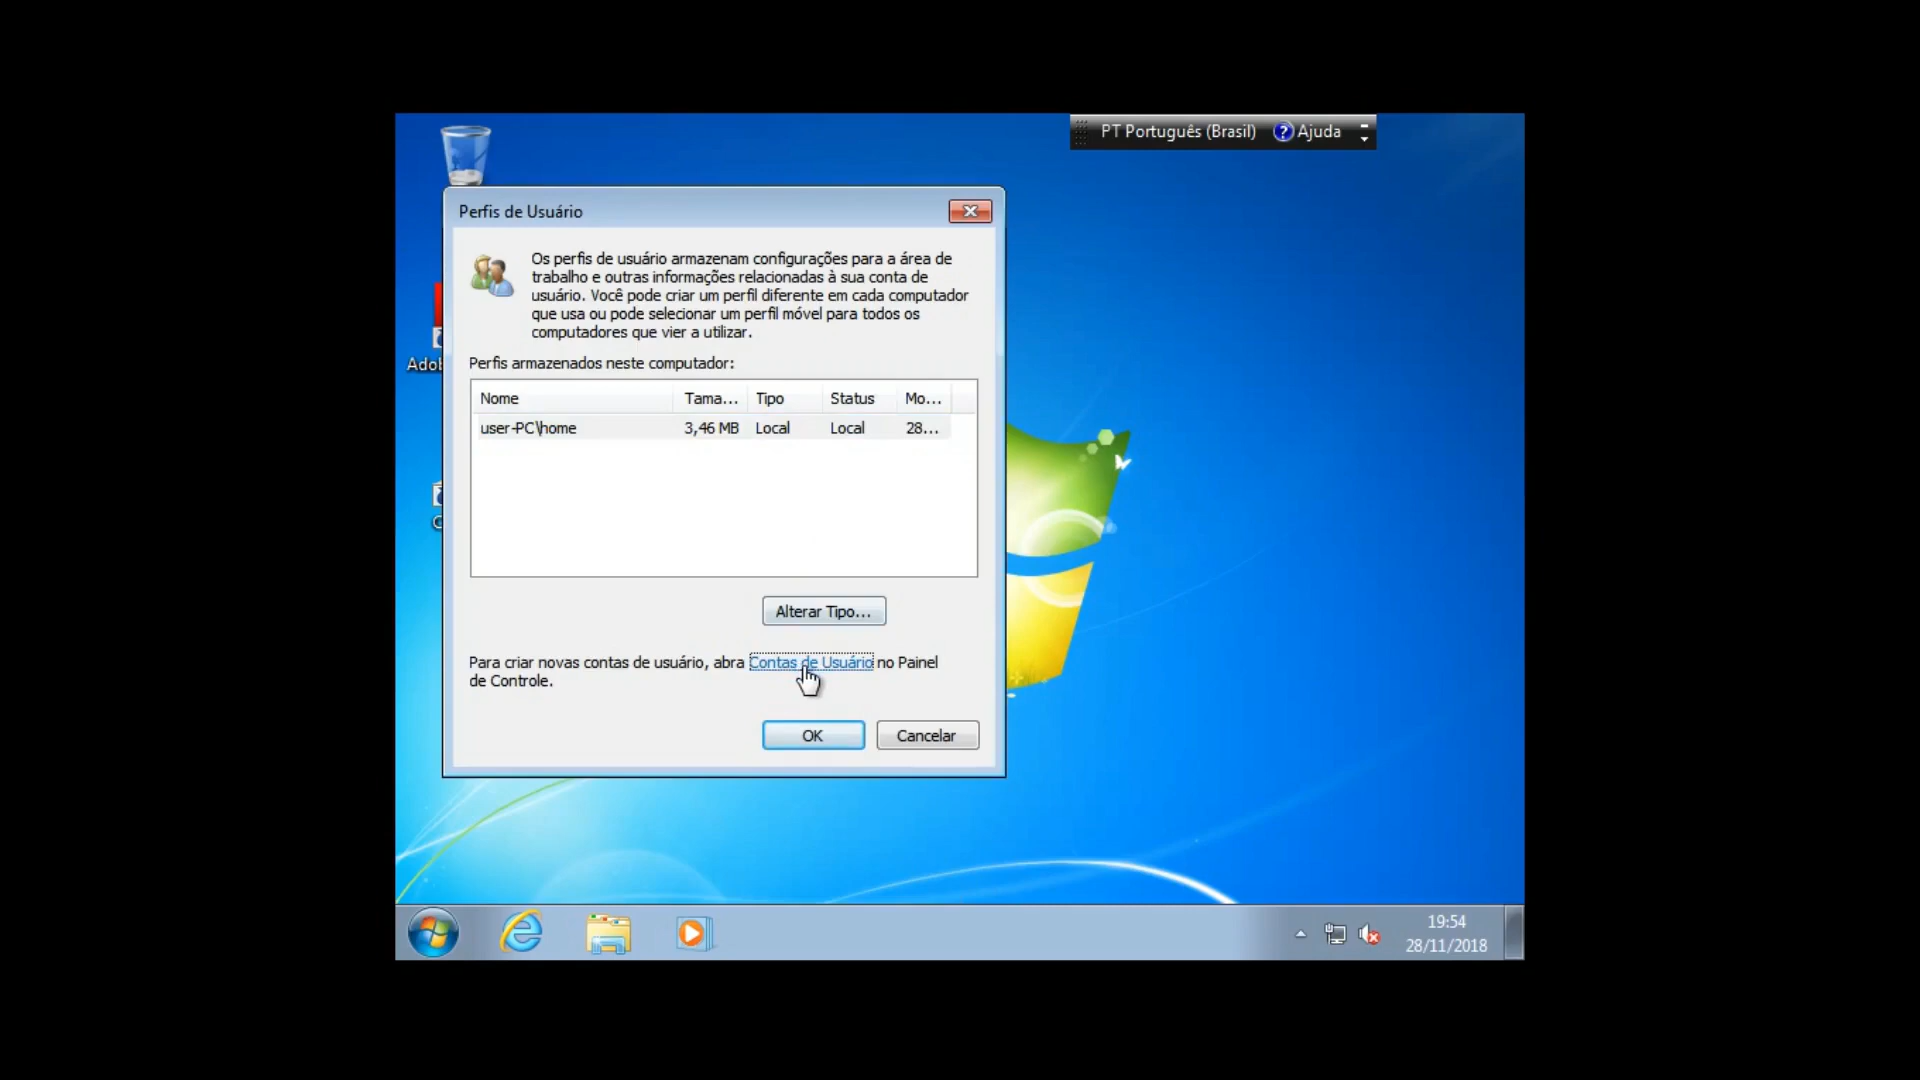 PT Português (Brasil) ? Ajuda
Perfis de Usuário
Os perfis de usuário armazenam configurações para a área de
trabalho e outras informações relacionadas à sua conta de
usuário. Você pode criar um perfil diferente em cada computador
que usa ou pode selecionar um perfil móvel para todos os
computadores que vier a utilizar.
Adob
Perfis armazenados neste computador:
Nome Tama... Tipo Status Mo...
user-PC\home 3,46 MB Local Local 28...
Alterar Tipo...
Para criar novas contas de usuário, abra Contas de Usuário no Painel
de Controle.
OK Cancelar
19:54
28/11/2018